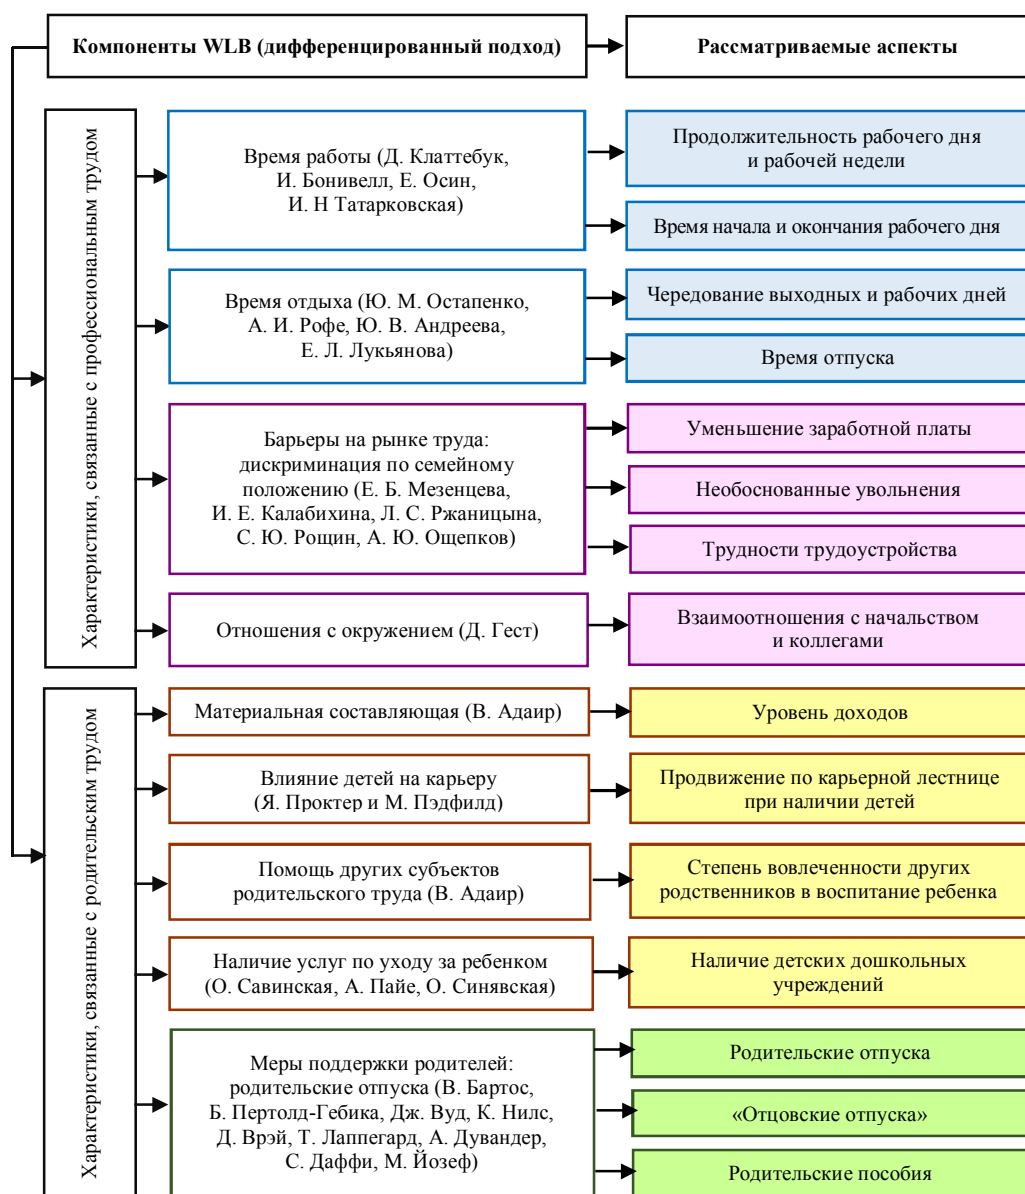 Компоненты WLB (дифференцированный подход)
Рассматриваемые аспекты
Характеристики, связанные с профессиональным трудом
Время работы (Д. Клаттебук,
И. Бонивелл, Е. Осин,
И. Н Татарковская)
Продолжительность рабочего дня
и рабочей недели
Время начала и окончания рабочего дня
Время отдыха (Ю. М. Остапенко,
А. И. Рофе, Ю. В. Андреева,
Е. Л. Лукьянова)
Чередование выходных и рабочих дней
Время отпуска
Барьеры на рынке труда:
дискриминация по семейному
положению (Е. Б. Мезенцева,
И. Е. Калабихина, Л. С. Ржаницына,
С. Ю. Рощин, А. Ю. Ощепков)
Уменьшение заработной платы
Необоснованные увольнения
Трудности трудоустройства
Отношения с окружением (Д. Гест)
Взаимоотношения с начальством
и коллегами
Характеристики, связанные с родительским трудом
Материальная составляющая (В. Адаир)
Уровень доходов
Влияние детей на карьеру
(Я. Проктер и М. Пэдфилд)
Продвижение по карьерной лестнице
при наличии детей
Помощь других субъектов
родительского труда (В. Адаир)
Степень вовлеченности других
родственников в воспитание ребенка
Наличие услуг по уходу за ребенком
(О. Савинская, А. Пайе, О. Синявская)
Наличие детских дошкольных
учреждений
Меры поддержки родителей:
родительские отпуска (В. Бартос,
Б. Пертолд-Гебика, Дж. Вуд, К. Нилс,
Д. Врэй, Т. Лаппегард, А. Дувандер,
С. Даффи, М. Йозеф)
Родительские отпуска
«Отцовские отпуска»
Родительские пособия